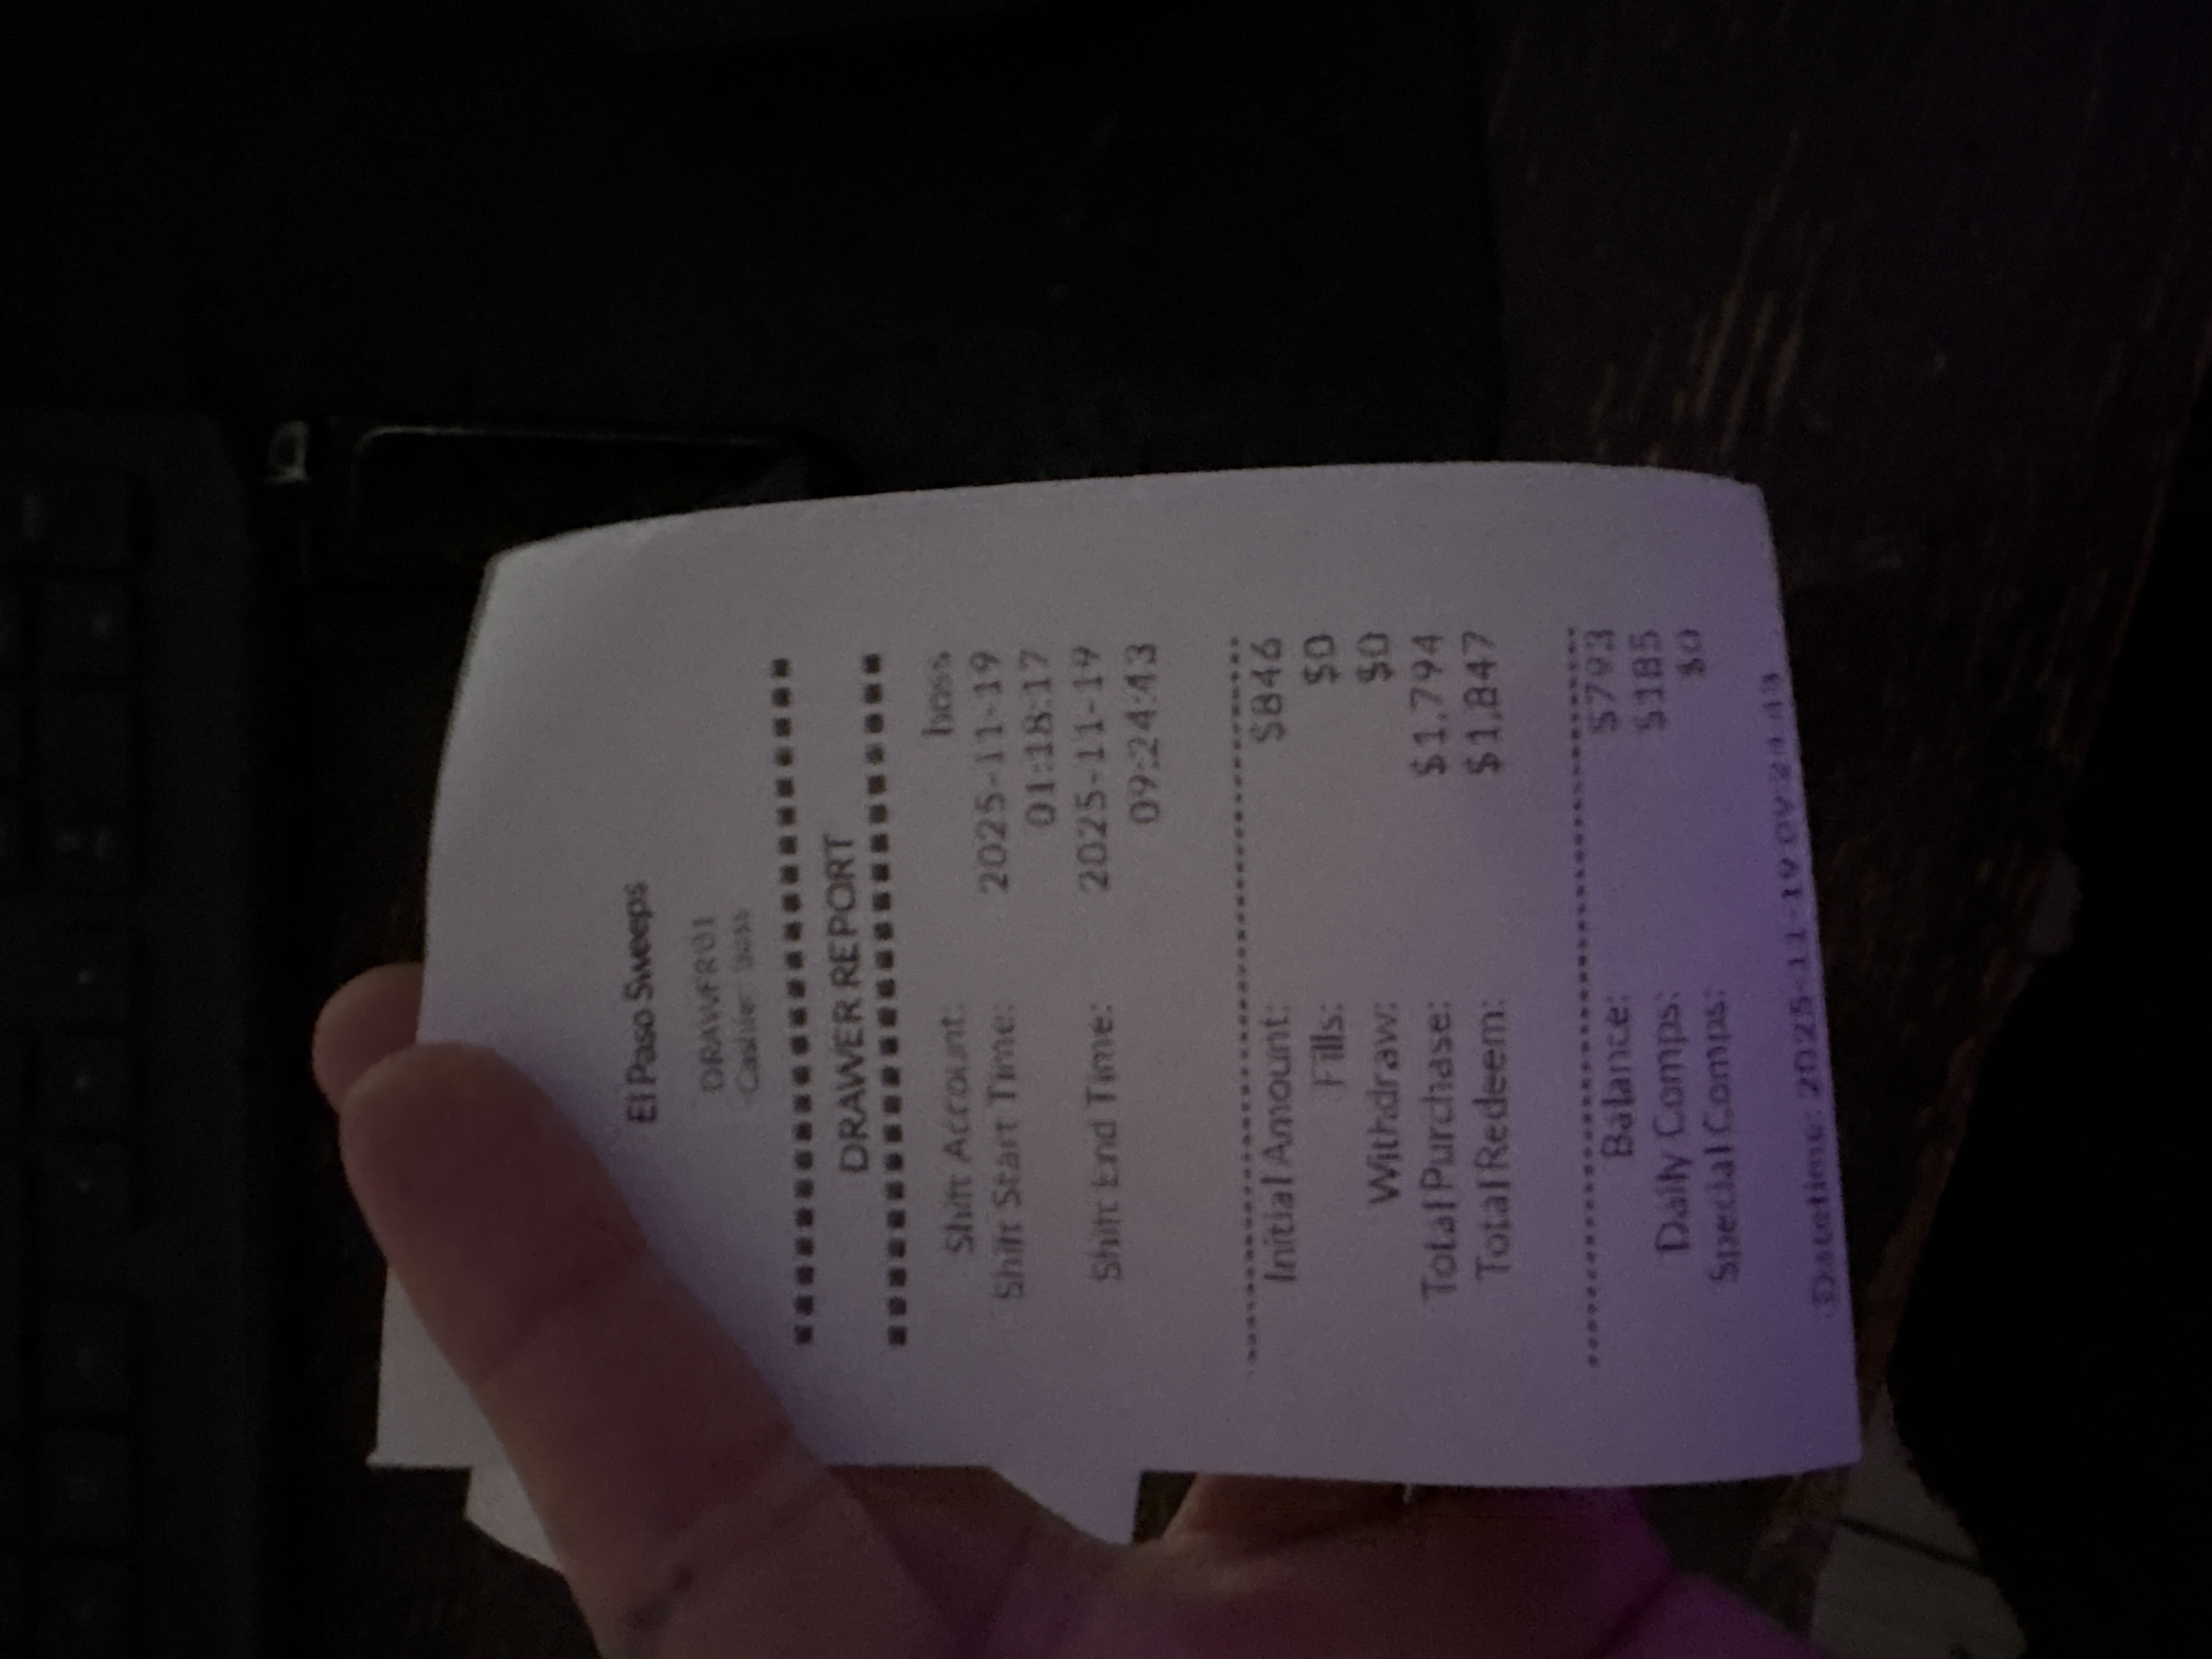 El Paso Sweeps
DRAWER01
Cashier:
DRAWER REPORT
Shift Account:
Shift Start Time: 2025-11-19
01:18:17
Shift End Time: 2025-11-19
09:24:43
Initial Amount: $846
Fills: $0
Withdraw: $0
Total Purchase: $1,794
Total Redeem: $1,847
Balance: $793
Daily Comps: $185
Special Comps: $0
Datetime: 2025-11-19 09:24:43